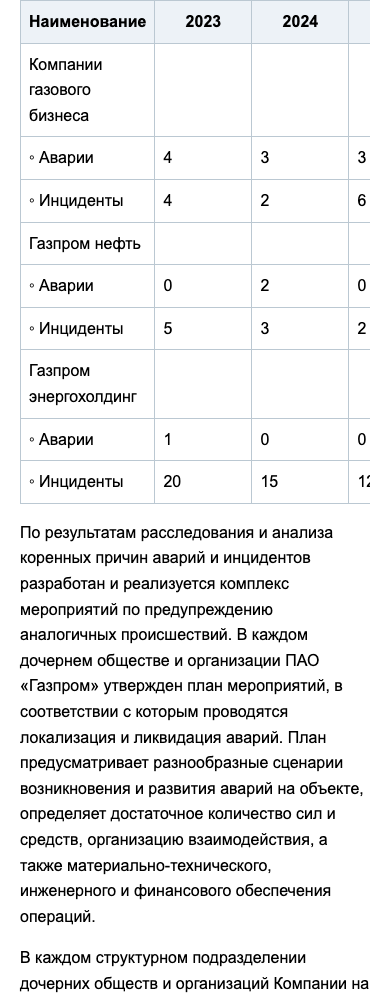 Наименование 2023 2024
Компании
газового
бизнеса
◦ Аварии 4 3 3
◦ Инциденты 4 2 6
Газпром нефть
◦ Аварии 0 2 0
◦ Инциденты 5 3 2
Газпром
энергохолдинг
◦ Аварии 1 0 0
◦ Инциденты 20 15 12
По результатам расследования и анализа
коренных причин аварий и инцидентов
разработан и реализуется комплекс
мероприятий по предупреждению
аналогичных происшествий. В каждом
дочернем обществе и организации ПАО
«Газпром» утвержден план мероприятий, в
соответствии с которым проводятся
локализация и ликвидация аварий. План
предусматривает разнообразные сценарии
возникновения и развития аварий на объекте,
определяет достаточное количество сил и
средств, организацию взаимодействия, а
также материально-технического,
инженерного и финансового обеспечения
операций.
В каждом структурном подразделении
дочерних обществ и организаций Компании на